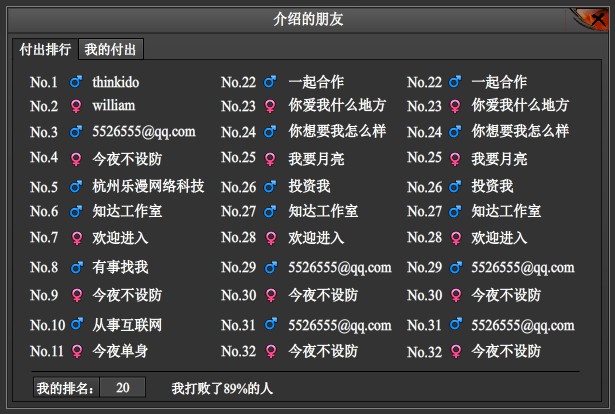 介绍的朋友
付出排行 我的付出
No.1 thinkido No.22 一起合作 No.22 一起合作
No.2 william No.23 你爱我什么地方 No.23 你爱我什么地方
No.3 5526555@qq.com No.24 你想要我怎么样 No.24 你想要我怎么样
No.4 今夜不设防 No.25 我要月亮 No.25 我要月亮
No.5 杭州乐漫网络科技 No.26 投资我 No.26 投资我
No.6 知达工作室 No.27 知达工作室 No.27 知达工作室
No.7 欢迎进入 No.28 欢迎进入 No.28 欢迎进入
No.8 有事找我 No.29 5526555@qq.com No.29 5526555@qq.com
No.9 今夜不设防 No.30 今夜不设防 No.30 今夜不设防
No.10 从事互联网 No.31 5526555@qq.com No.31 5526555@qq.com
No.11 今夜单身 No.32 今夜不设防 No.32 今夜不设防
我的排名: 20 我打败了89%的人